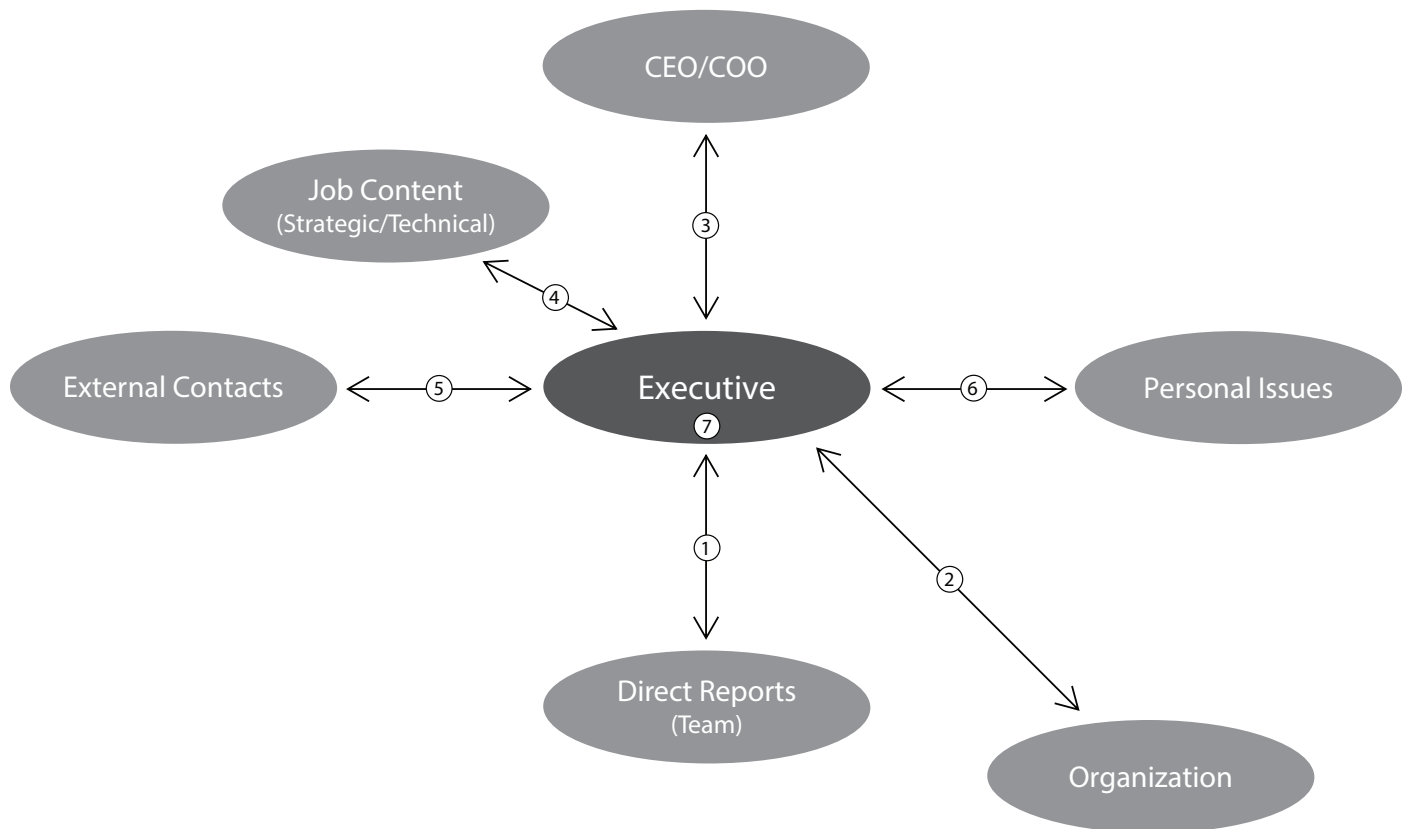 CEO/COO
Job Content
(Strategic/Technical)
3
4
External Contacts
5
Executive
7
6
Personal Issues
1
2
Direct Reports
(Team)
Organization